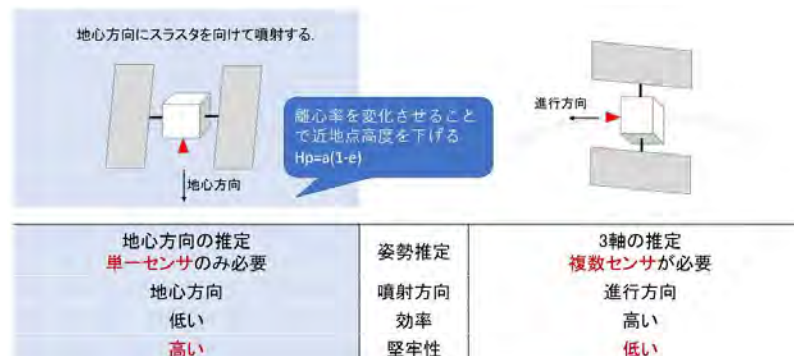 地心方向にスラスタを向けて噴射する.
離心率を変化させること
で近地点高度を下げる
Hp=a(1-e)
地心方向
進行方向
地心方向の推定 姿勢推定 3軸の推定
単一センサのみ必要 複数センサが必要
地心方向 噴射方向 進行方向
低い 効率 高い
高い 堅牢性 低い